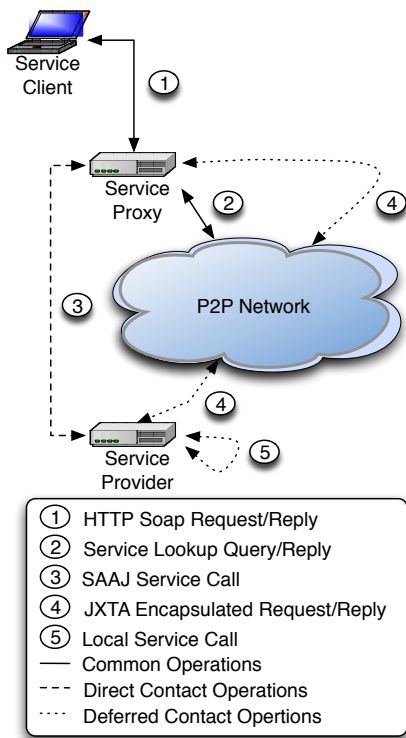 Service
Client
1
Service
Proxy
2
4
3
P2P Network
4
5
Service
Provider
1 HTTP Soap Request/Reply
2 Service Lookup Query/Reply
3 SAAJ Service Call
4 JXTA Encapsulated Request/Reply
5 Local Service Call
Common Operations
Direct Contact Operations
Deferred Contact Opertions